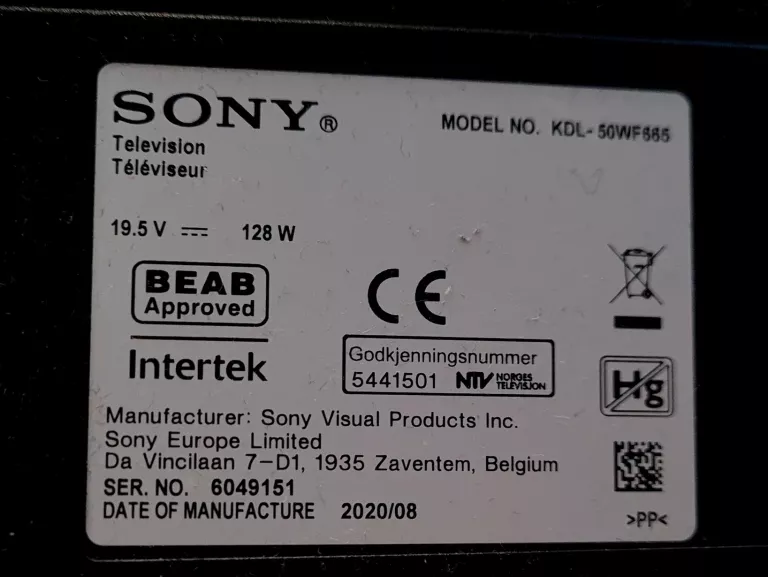 SONY®
MODEL NO. KDL-50WF665
Television
Téléviseur
19.5 V 128 W
BEAB
Approved
CE
Intertek
Godkjenningsnummer
5441501 NTV NORGES
TELEVISJON
Hg
Manufacturer: Sony Visual Products Inc.
Sony Europe Limited
Da Vincilaan 7-D1, 1935 Zaventem, Belgium
SER. NO. 6049151
DATE OF MANUFACTURE 2020/08
>PP<